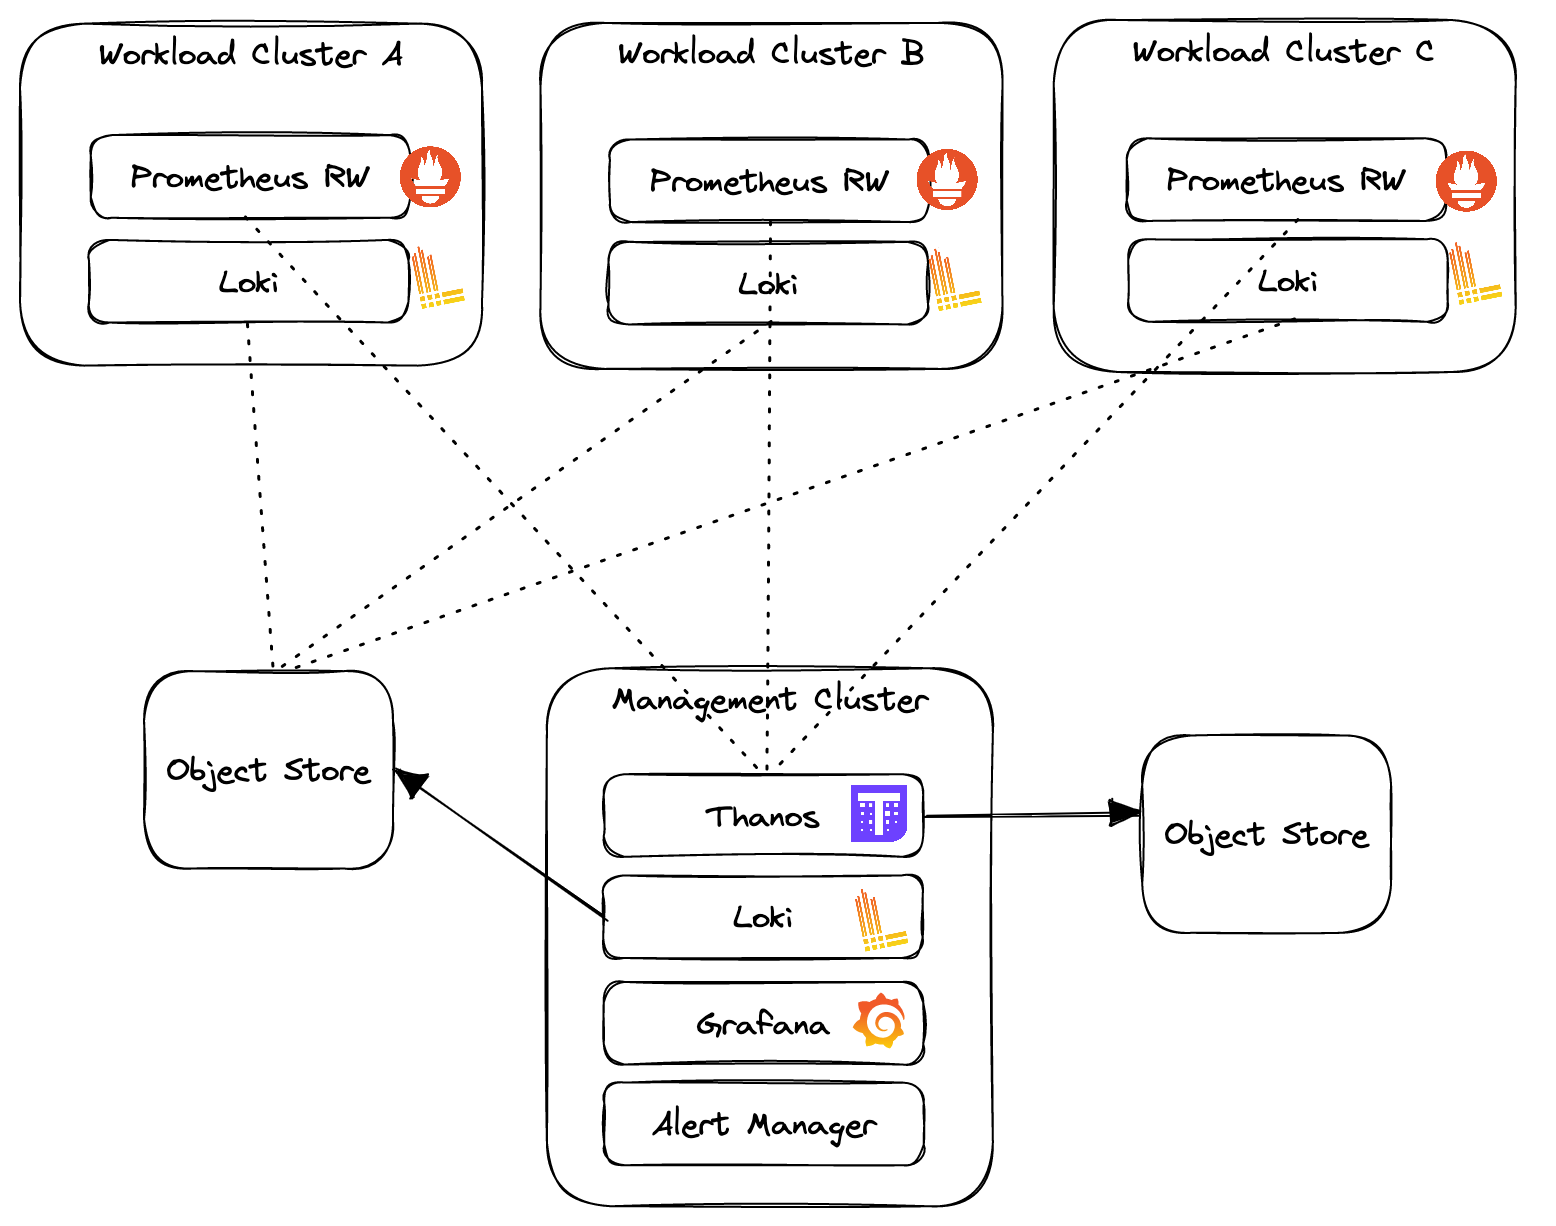 Workload Cluster A
Prometheus RW
Loki
Workload Cluster B
Prometheus RW
Loki
Workload Cluster C
Prometheus RW
Loki
Object Store
Management Cluster
Thanos
T
Loki
Grafana
Alert Manager
Object Store